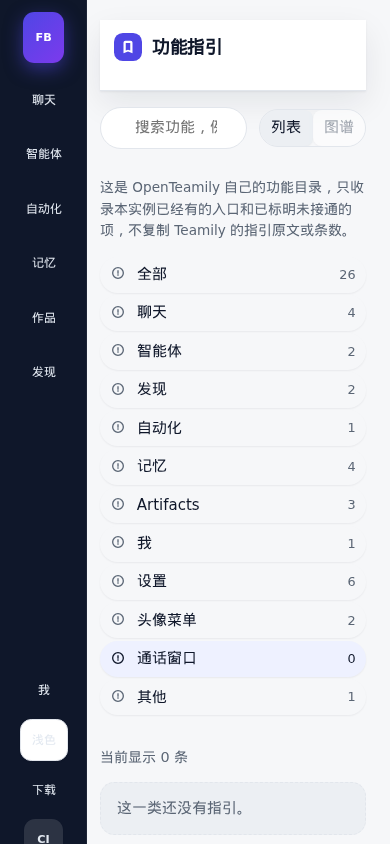 FB
聊天
智能体
自动化
记忆
作品
发现
我
浅色
下载
CI
功能指引
搜索功能，例
列表
图谱
这是 OpenTeamily 自己的功能目录，只收
录本实例已经有的入口和已标明未接通的
项，不复制 Teamily 的指引原文或条数。
全部 26
聊天 4
智能体 2
发现 2
自动化 1
记忆 4
Artifacts 3
我 1
设置 6
头像菜单 2
通话窗口 0
其他 1
当前显示 0 条
这一类还没有指引。